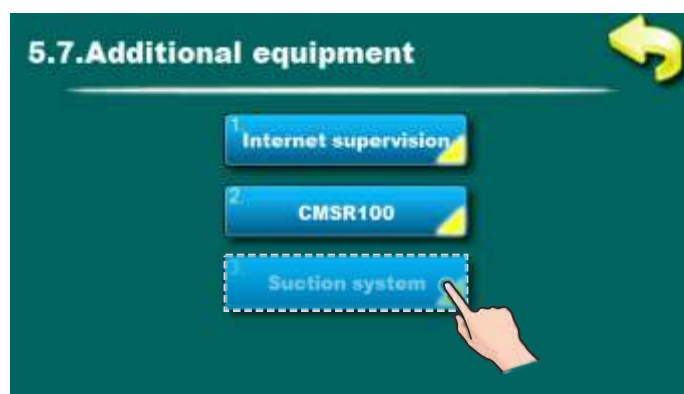 5.7.Additional equipment
1.
Internet supervision
2.
CMSR100
3.
Suction system